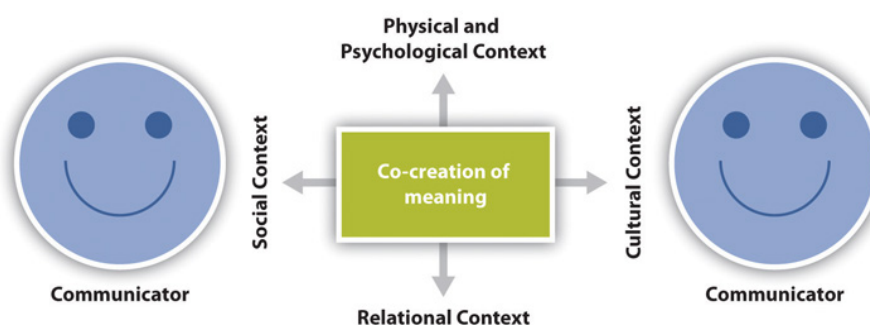 Physical and
Psychological Context
Social Context
Co-creation of
meaning
Cultural Context
Communicator
Relational Context
Communicator